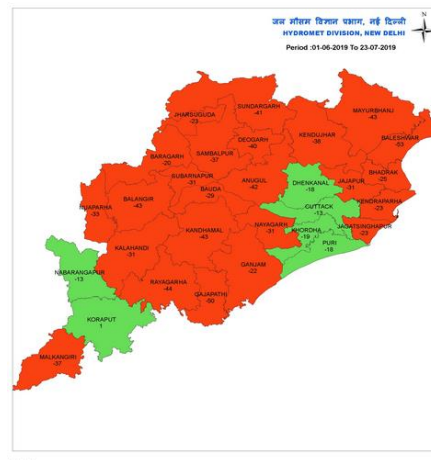 जल मौसम विज्ञान प्रभाग, नई दिल्ली
HYDROMET DIVISION, NEW DELHI
Period :01-06-2019 To 23-07-2019
N
SUNDARGARH
-41
JHARSUGUDA
-23
MAYURBHANJ
-43
DEOGARH
-40
KENDUJHAR
-38
BALESHWAR
-53
BARAGARH
-20
SAMBALPUR
-37
SUBARNAPUR
-31
BAUDA
-29
ANUGUL
-42
DHENKANAL
-18
JAJAPUR
-31
BHADRAK
-25
NUAPARHA
-33
BALANGIR
-43
CUTTACK
-13
KENDRAPARHA
-23
KANDHAMAL
-43
NAYAGARH
-31
KHORDHA
-19
JAGATSINGHAPUR
-23
PURI
-18
KALAHANDI
-31
GANJAM
-22
NABARANGAPUR
-13
RAYAGARHA
-44
GAJAPATHI
-50
KORAPUT
1
MALKANGIRI
-37